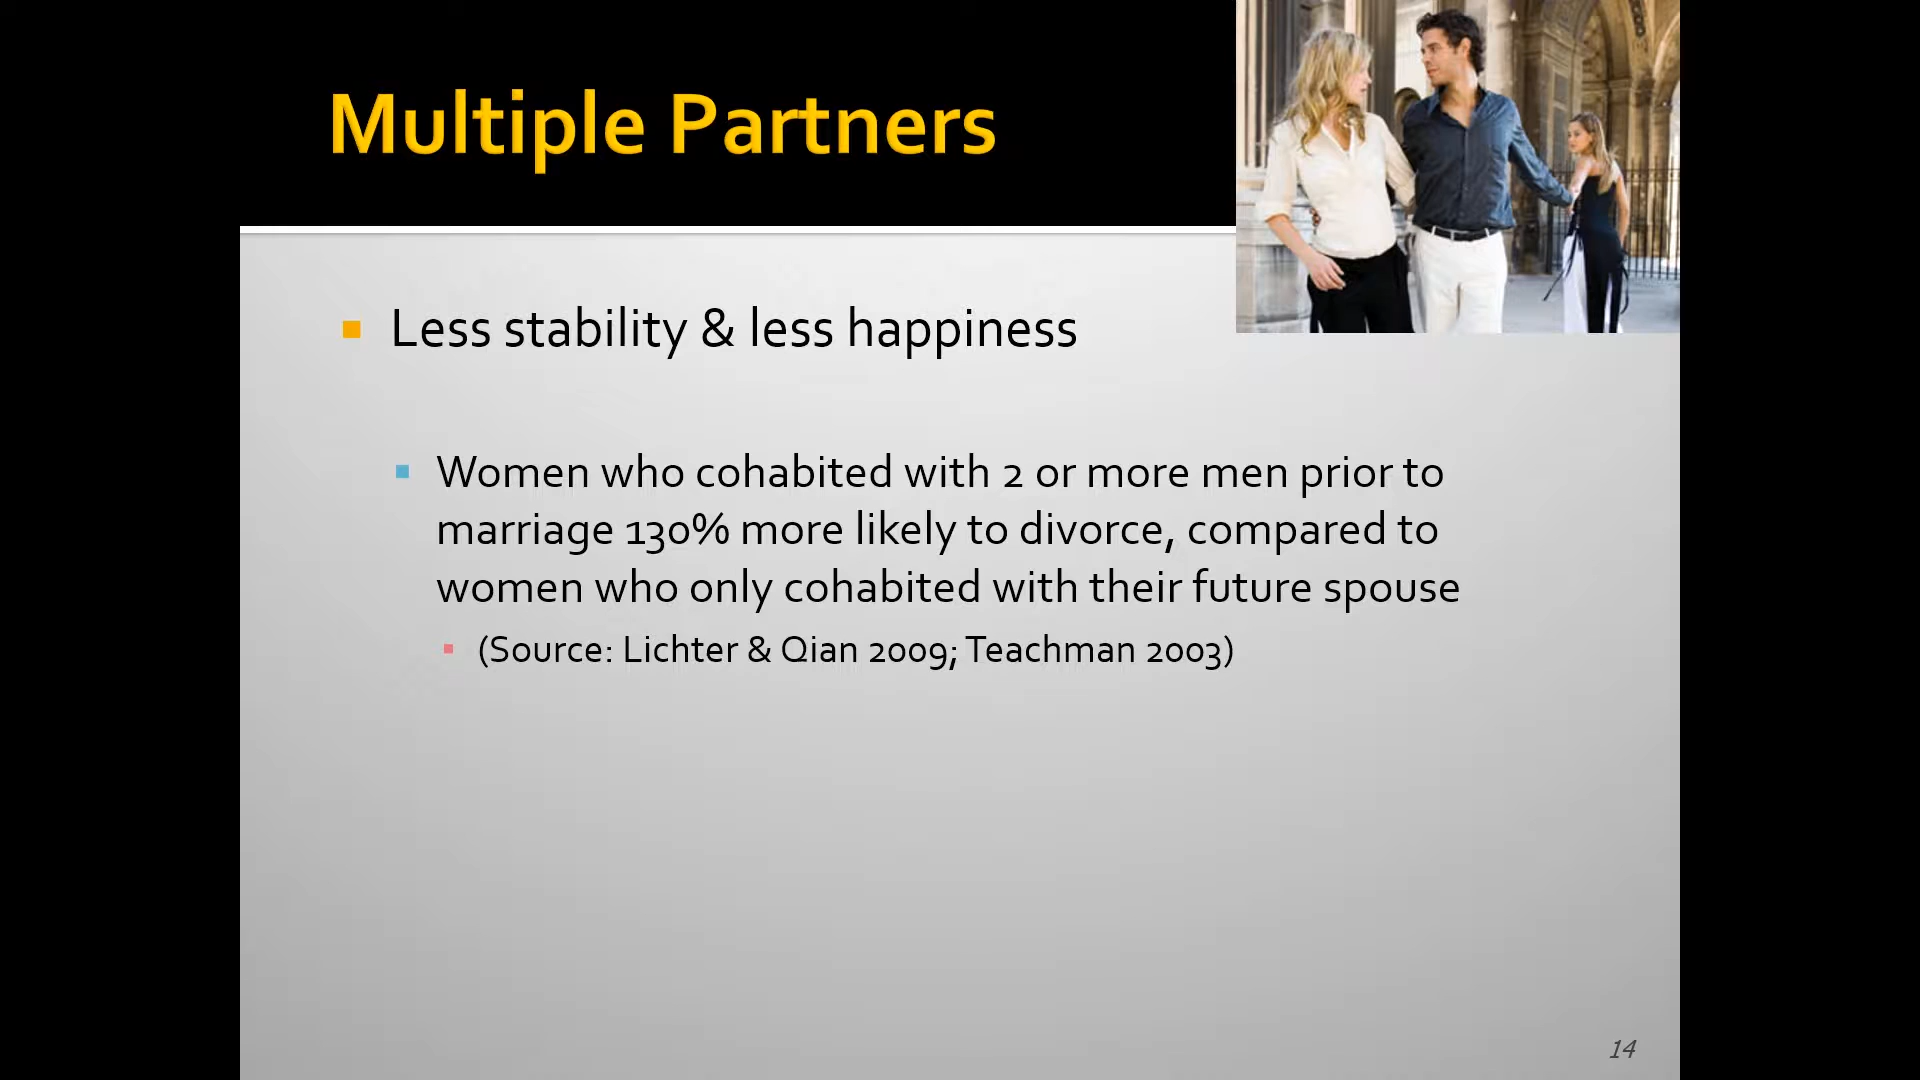 Multiple Partners
Less stability & less happiness
Women who cohabited with 2 or more men prior to
marriage 130% more likely to divorce, compared to
women who only cohabited with their future spouse
(Source: Lichter & Qian 2009; Teachman 2003)
14